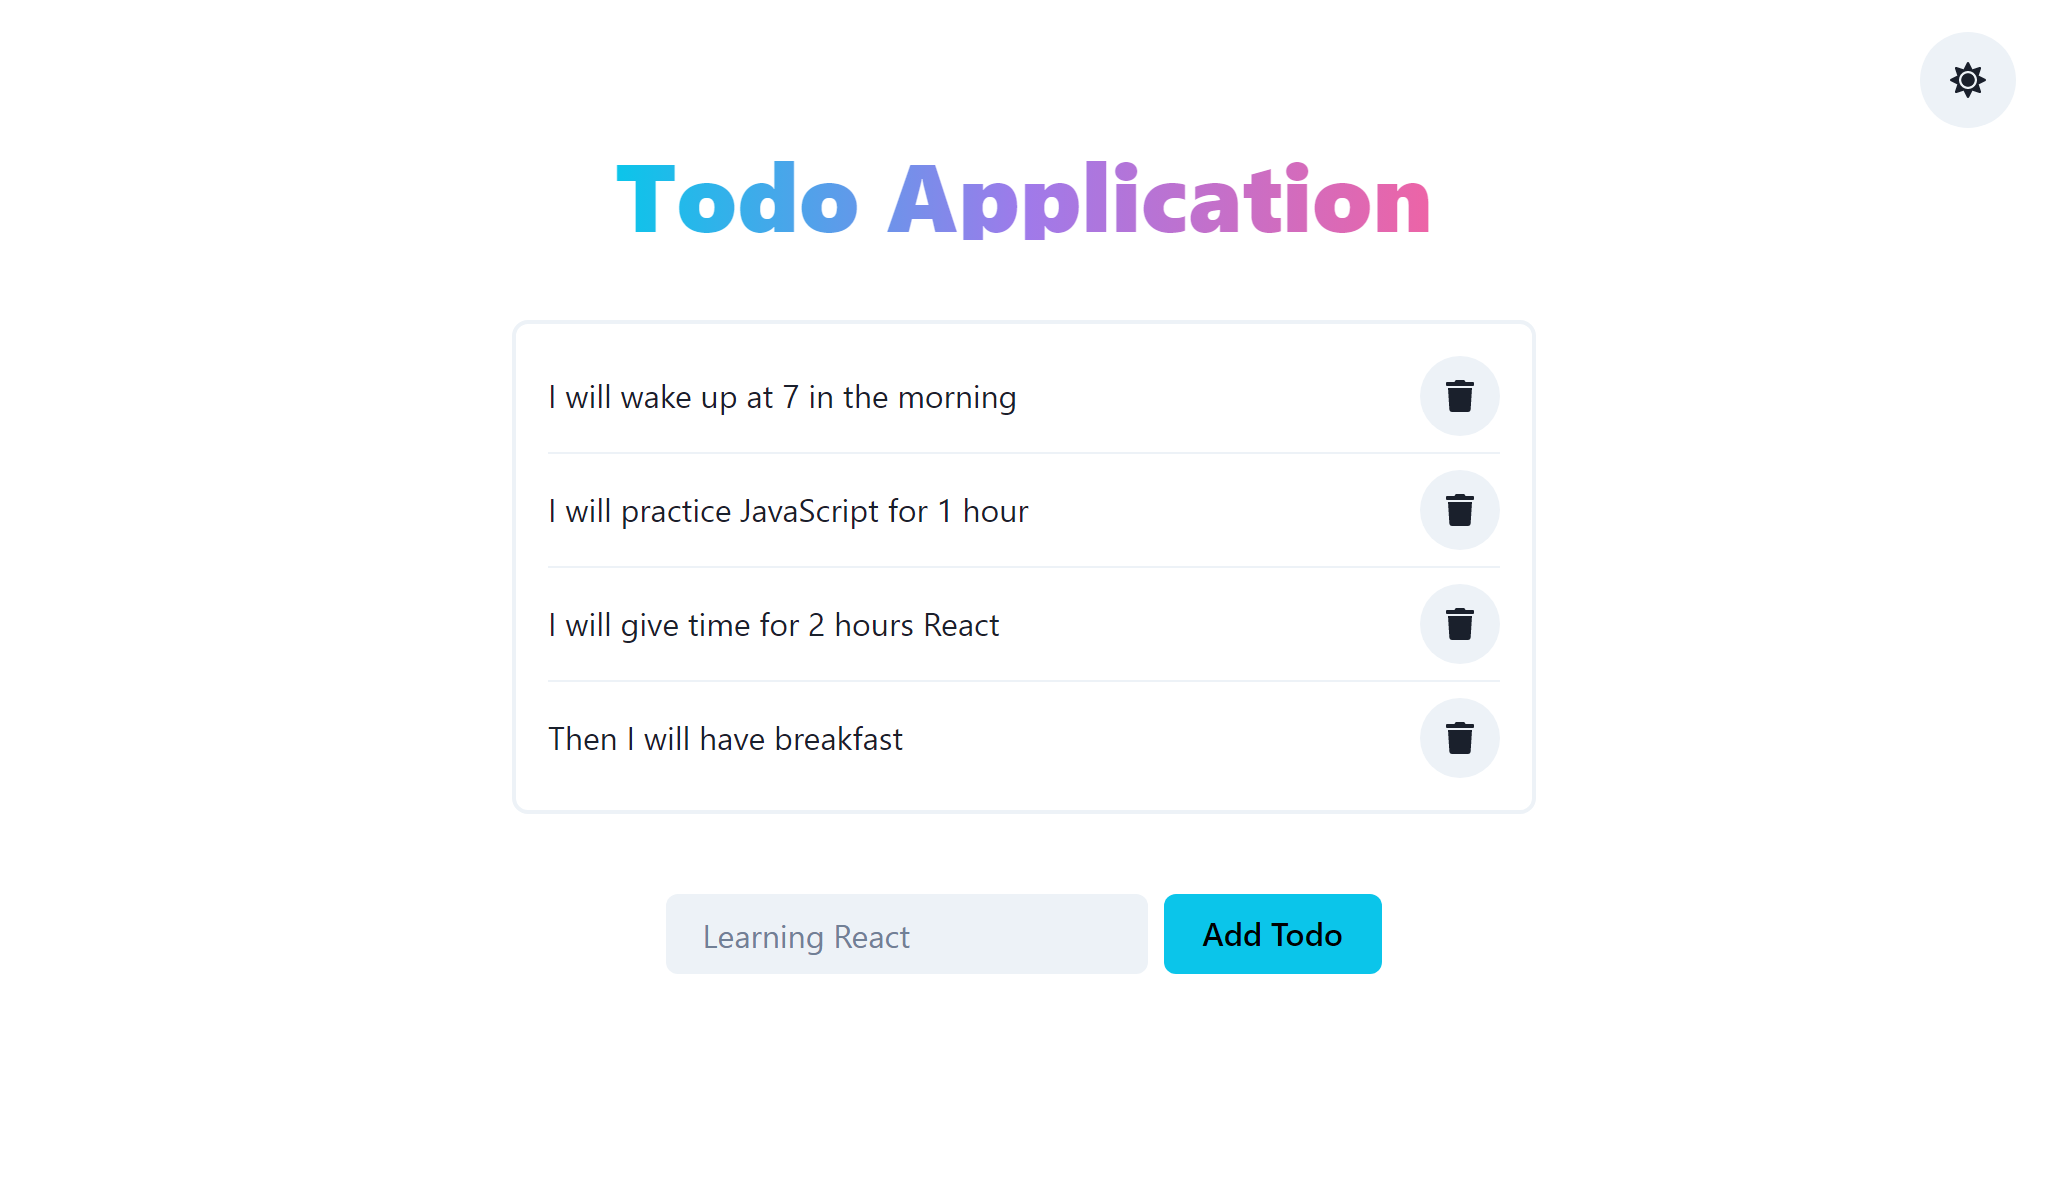 Todo Application
I will wake up at 7 in the morning
I will practice JavaScript for 1 hour
I will give time for 2 hours React
Then I will have breakfast
Learning React
Add Todo